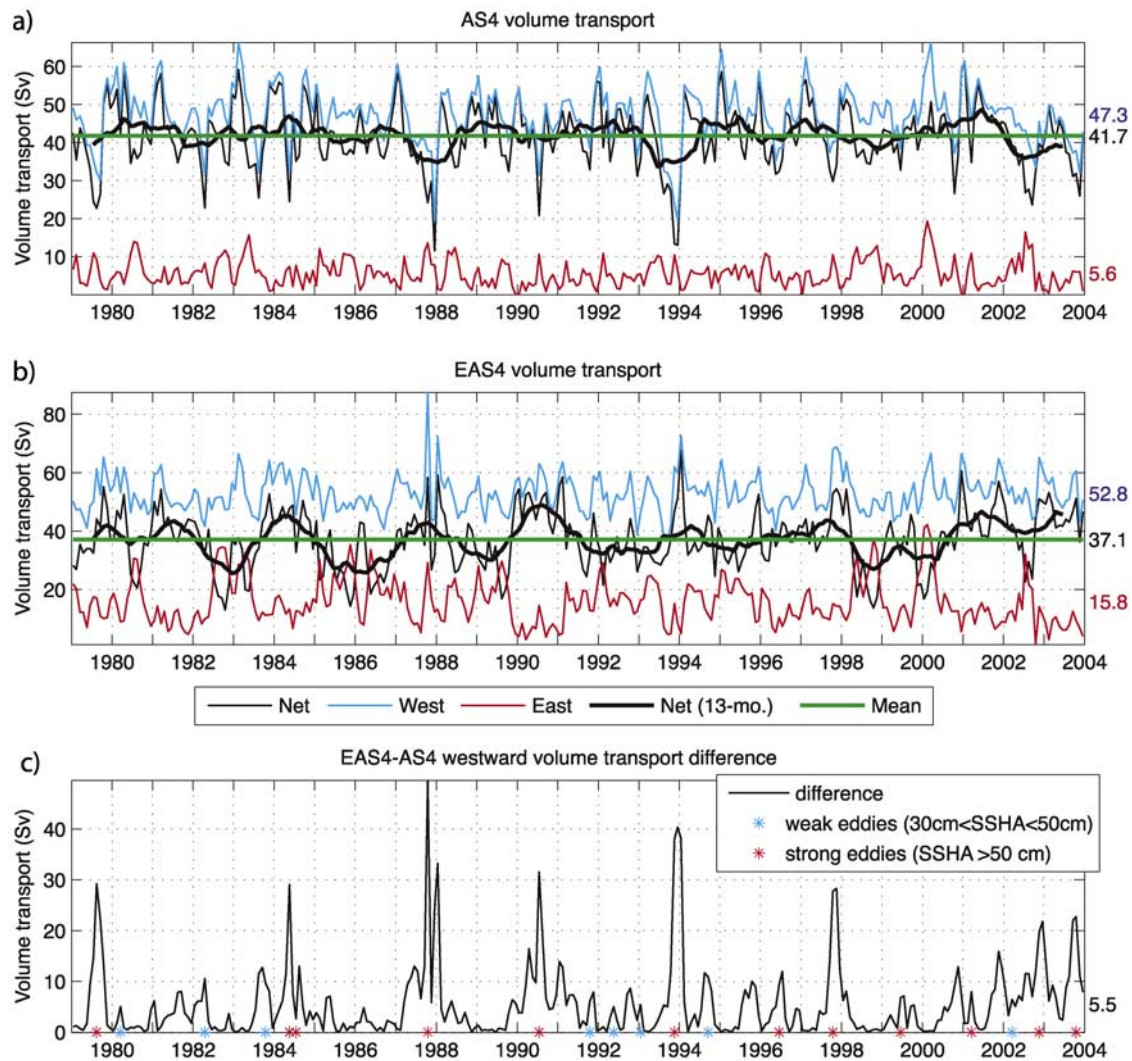 a)
AS4 volume transport
Volume transport (Sv)
60
50
40
30
20
10
47.3
41.7
5.6
1980 1982 1984 1986 1988 1990 1992 1994 1996 1998 2000 2002 2004
b)
EAS4 volume transport
Volume transport (Sv)
80
60
40
20
52.8
37.1
15.8
1980 1982 1984 1986 1988 1990 1992 1994 1996 1998 2000 2002 2004
Net West East Net (13-mo.) Mean
c)
EAS4-AS4 westward volume transport difference
Volume transport (Sv)
40
30
20
10
0
difference
weak eddies (30cm<SSHA<50cm)
strong eddies (SSHA >50 cm)
5.5
1980 1982 1984 1986 1988 1990 1992 1994 1996 1998 2000 2002 2004